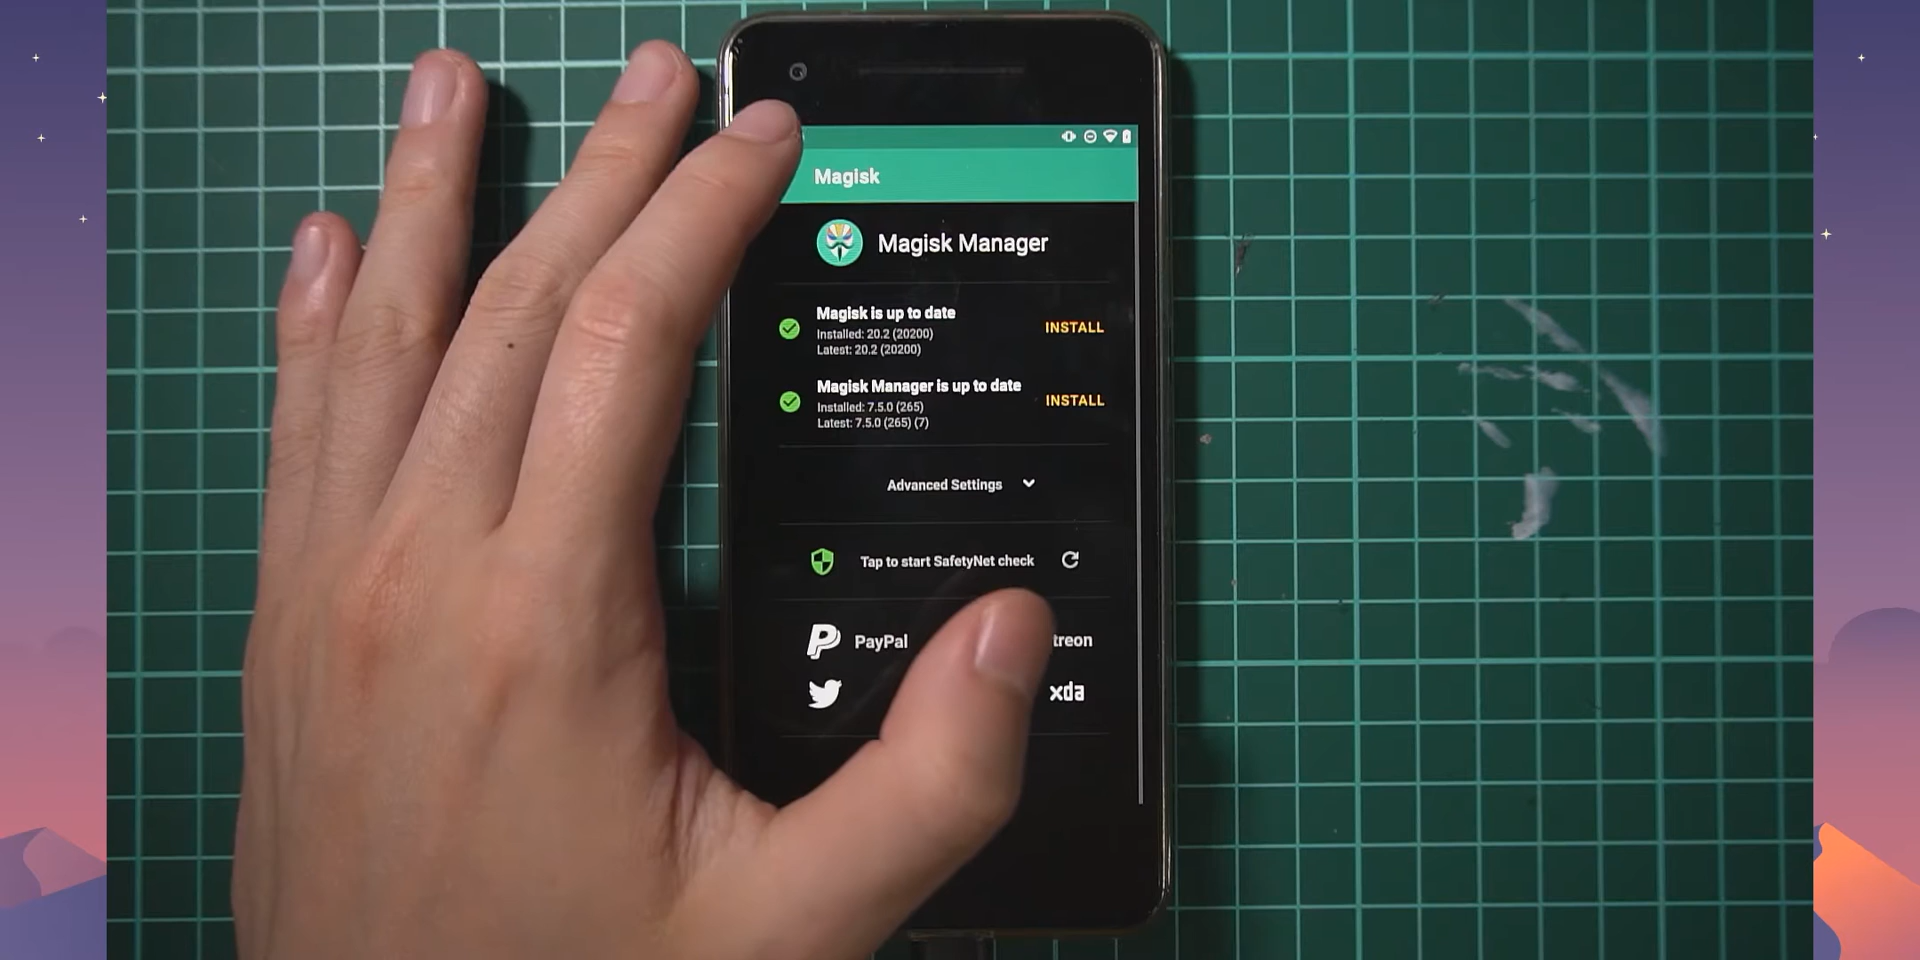 Magisk
Magisk Manager
Magisk is up to date
Installed: 20.2 (20200)
Latest: 20.2 (20200)
INSTALL
Magisk Manager is up to date
Installed: 7.5.0 (265)
Latest: 7.5.0 (265) (7)
INSTALL
Advanced Settings
Tap to start SafetyNet check
PayPal
treon
xda